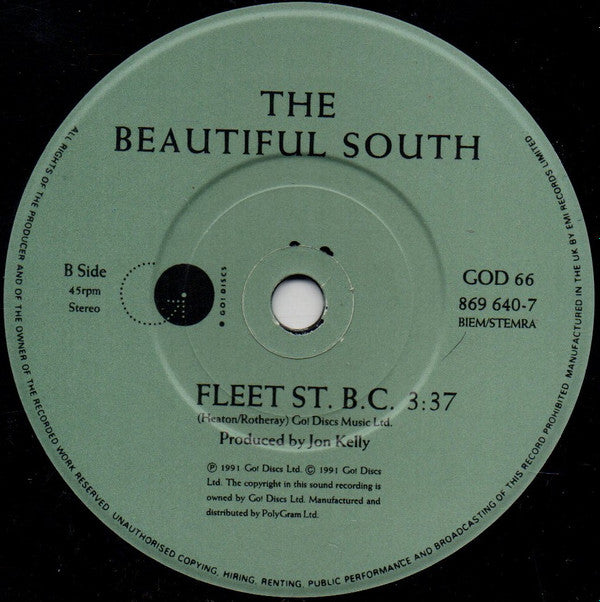 THE
BEAUTIFUL SOUTH
B Side
45rpm
Stereo
GO! DISCS
GOD 66
869 640-7
BIEM/STEMRA
FLEET ST. B.C. 3:37
(Heaton/Rotheray) Go! Discs Music Ltd.
Produced by Jon Kelly
℗ 1991 Go! Discs Ltd. © 1991 Go! Discs
Ltd. The copyright in this sound recording is
owned by Go! Discs Ltd. Manufactured and
distributed by PolyGram Ltd.
ALL RIGHTS OF THE PRODUCER AND OF THE OWNER OF THE RECORDED WORK RESERVED. UNAUTHORISED COPYING, HIRING, RENTING, PUBLIC PERFORMANCE AND BROADCASTING OF THIS RECORD PROHIBITED. MANUFACTURED IN THE UK BY EMI RECORDS LIMITED